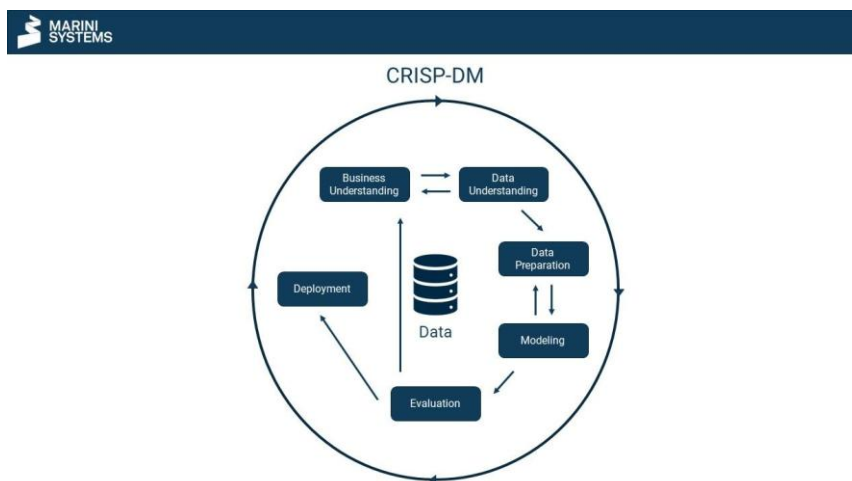 MARINI
SYSTEMS
CRISP-DM
Business
Understanding
Data
Understanding
Data
Preparation
Deployment
Data
Modeling
Evaluation